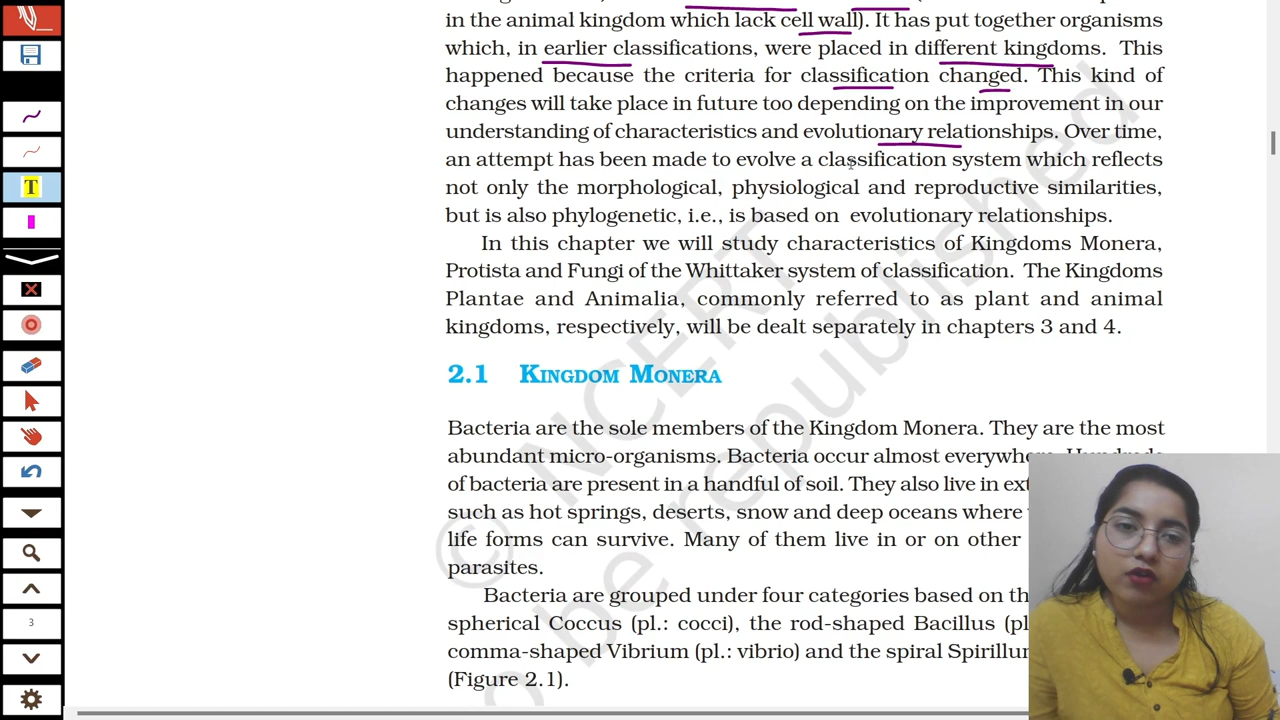 in the animal kingdom which lack cell wall). It has put together organisms
which, in earlier classifications, were placed in different kingdoms. This
happened because the criteria for classification changed. This kind of
changes will take place in future too depending on the improvement in our
understanding of characteristics and evolutionary relationships. Over time,
an attempt has been made to evolve a classification system which reflects
not only the morphological, physiological and reproductive similarities,
but is also phylogenetic, i.e., is based on evolutionary relationships.
In this chapter we will study characteristics of Kingdoms Monera,
Protista and Fungi of the Whittaker system of classification. The Kingdoms
Plantae and Animalia, commonly referred to as plant and animal
kingdoms, respectively, will be dealt separately in chapters 3 and 4.
2.1 KINGDOM MONERA
Bacteria are the sole members of the Kingdom Monera. They are the most
abundant micro-organisms. Bacteria occur almost everywhere.
of bacteria are present in a handful of soil. They also live in
such as hot springs, deserts, snow and deep oceans where
life forms can survive. Many of them live in or on other
parasites.
Bacteria are grouped under four categories based on
spherical Coccus (pl.: cocci), the rod-shaped Bacillus
comma-shaped Vibrium (pl.: vibrio) and the spiral
(Figure 2.1).
© NCERT
be republished
T
3